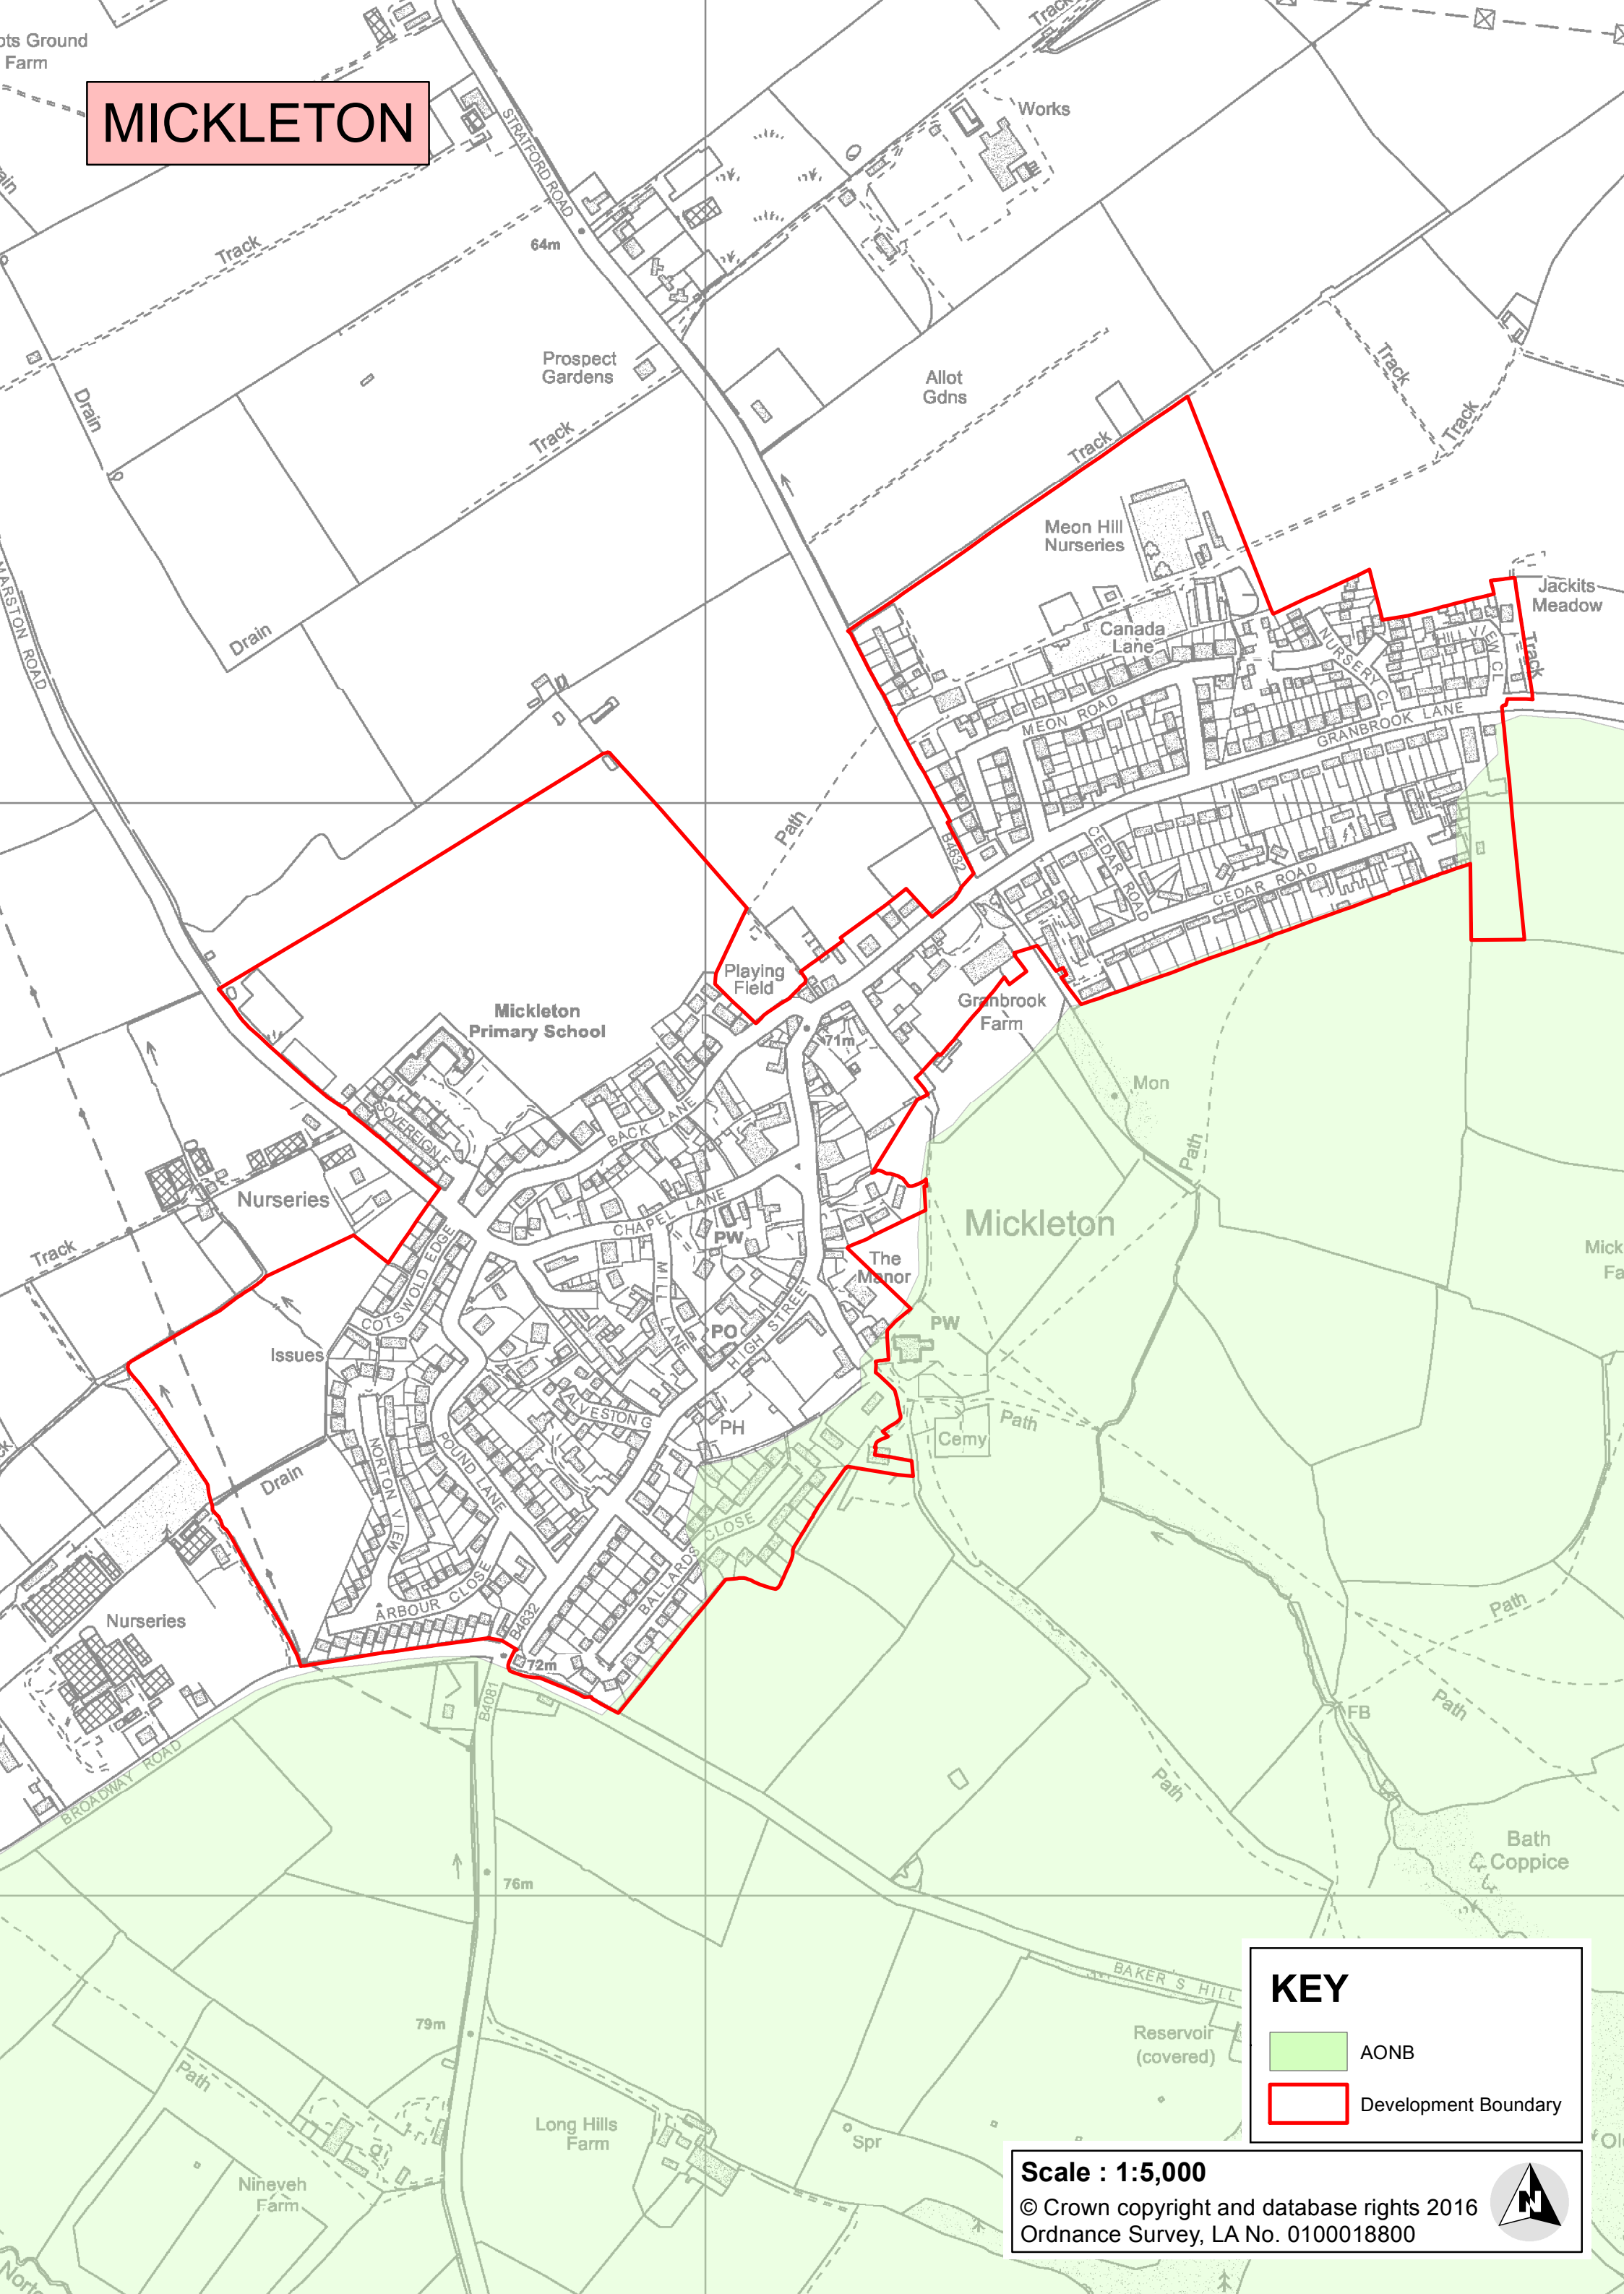 Ground
Farm
MICKLETON
Track
STRATFORD ROAD
Works
64m
Track
Drain
Prospect
Gardens
Allot
Gdns
Track
Track
Track
Track
MARSTON ROAD
Meon Hill
Nurseries
Jackits
Meadow
Drain
Canada
Lane
NURSERY CL
HILL VIEW CL
Track
MEON ROAD
GRANBROOK LANE
Path
B4632
CEDAR ROAD
CEDAR ROAD
Playing
Field
Granbrook
Farm
Mickleton
Primary School
71m
Mon
SOVEREIGN F
BACK LANE
Path
Nurseries
CHAPEL LANE
PW
Mickleton
Track
COTSWOLD EDGE
MILL LANE
The
Manor
PW
Issues
PO
HIGH STREET
ALVESTON G
PH
Path
Cemy
POUND LANE
NORTON VIEW
Drain
BALLARDS CLOSE
ARBOUR CLOSE
Nurseries
B4632
72m
Path
B4081
Path
FB
BROADWAY ROAD
Path
Bath
Coppice
76m
BAKER'S HILL
79m
Reservoir
(covered)
Path
Long Hills
Farm
Spr
Nineveh
Farm
KEY
AONB
Development Boundary
Scale : 1:5,000
© Crown copyright and database rights 2016
Ordnance Survey, LA No. 0100018800
N